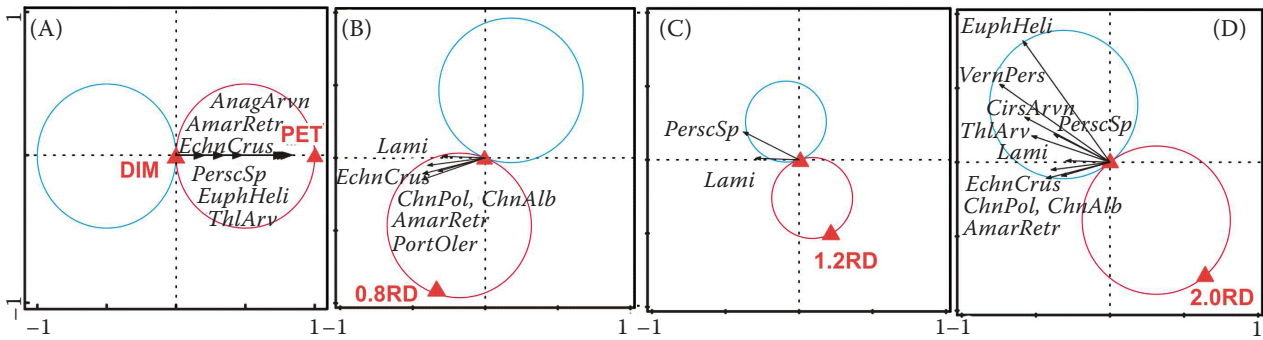 (A)
1
AnagArvn
AmarRetr
EchnCrus
PET
DIM
PerscSp
EuphHeli
ThlArv
-1
−1
1
(B)
Lami
EchnCrus
ChnPol, ChnAlb
AmarRetr
PortOler
0.8RD
−1
1
(C)
PerscSp
Lami
1.2RD
−1
(D)
EuphHeli
VernPers
CirsArvn
PerscSp
ThlArv
Lami
EchnCrus
ChnPol, ChnAlb
AmarRetr
2.0RD
1−1
1